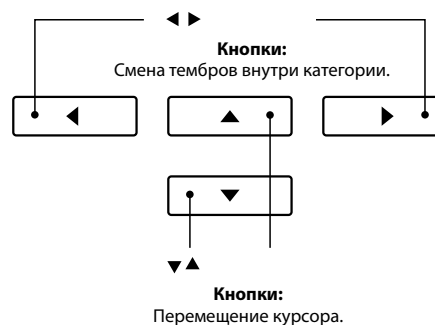 ◀ ▶
Кнопки:
Смена тембров внутри категории.
◀ ▲ ▶
▼
▼▲
Кнопки:
Перемещение курсора.